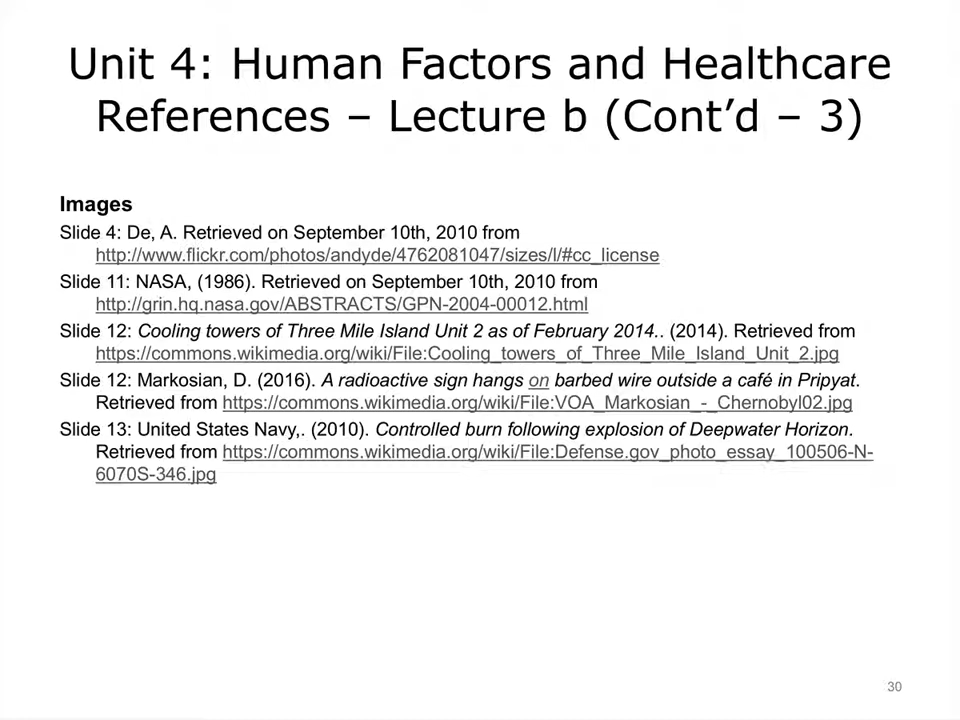 Unit 4: Human Factors and Healthcare
References – Lecture b (Cont’d – 3)
Images
Slide 4: De, A. Retrieved on September 10th, 2010 from
http://www.flickr.com/photos/andyde/4762081047/sizes/l/#cc_license
Slide 11: NASA, (1986). Retrieved on September 10th, 2010 from
http://grin.hq.nasa.gov/ABSTRACTS/GPN-2004-00012.html
Slide 12: Cooling towers of Three Mile Island Unit 2 as of February 2014.. (2014). Retrieved from
https://commons.wikimedia.org/wiki/File:Cooling_towers_of_Three_Mile_Island_Unit_2.jpg
Slide 12: Markosian, D. (2016). A radioactive sign hangs on barbed wire outside a café in Pripyat.
Retrieved from https://commons.wikimedia.org/wiki/File:VOA_Markosian_-_Chernobyl02.jpg
Slide 13: United States Navy,. (2010). Controlled burn following explosion of Deepwater Horizon.
Retrieved from https://commons.wikimedia.org/wiki/File:Defense.gov_photo_essay_100506-N-
6070S-346.jpg
30